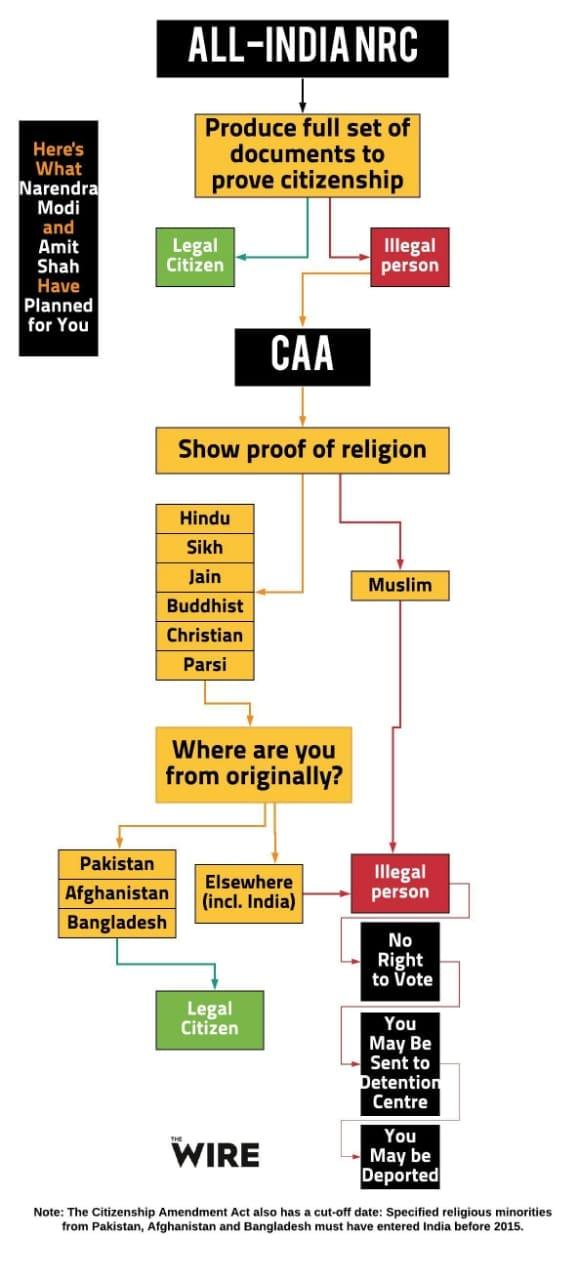 ALL-INDIA NRC
Produce full set of
documents to
prove citizenship
Here's
What
Narendra
Modi
and
Amit
Shah
Have
Planned
for You
Legal
Citizen
Illegal
person
CAA
Show proof of religion
Hindu
Sikh
Jain
Buddhist
Christian
Parsi
Muslim
Where are you
from originally?
Pakistan
Afghanistan
Bangladesh
Elsewhere
(incl. India)
Illegal
person
No
Right
to Vote
Legal
Citizen
You
May Be
Sent to
Detention
Centre
You
May be
Deported
THE
WIRE
Note: The Citizenship Amendment Act also has a cut-off date: Specified religious minorities
from Pakistan, Afghanistan and Bangladesh must have entered India before 2015.